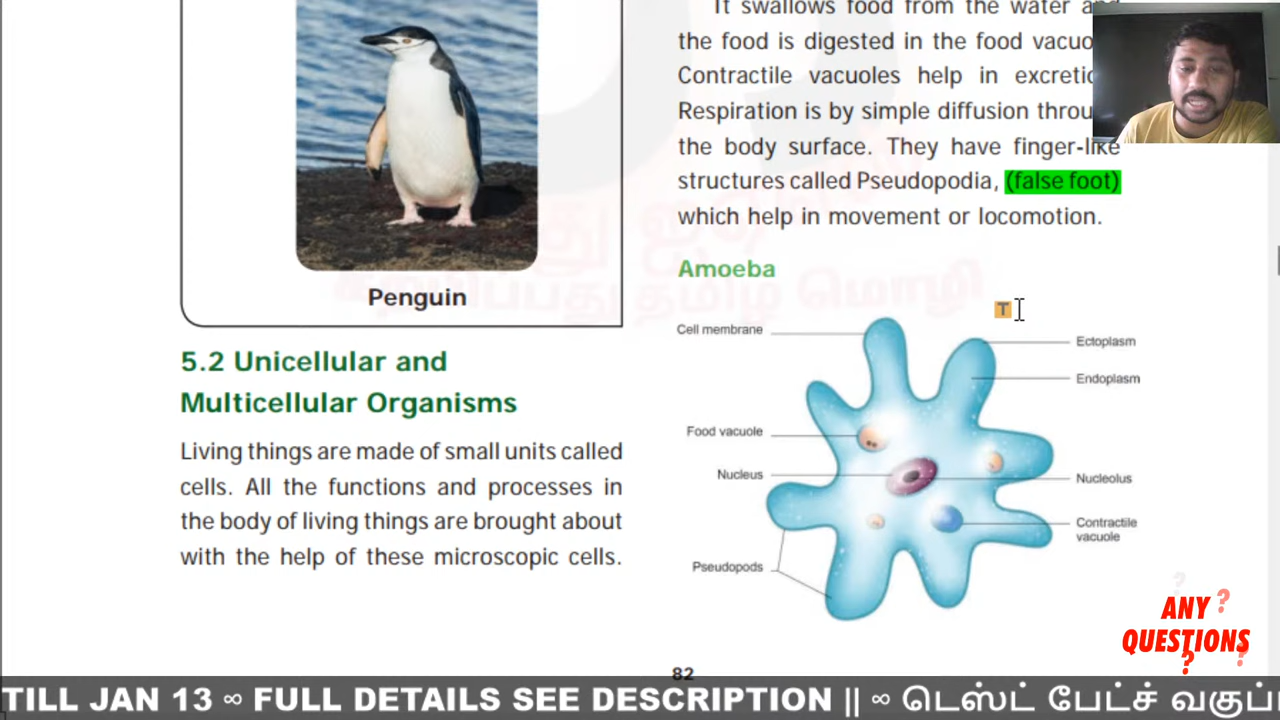 Penguin
5.2 Unicellular and
Multicellular Organisms
Living things are made of small units called
cells. All the functions and processes in
the body of living things are brought about
with the help of these microscopic cells.
It swallows food from the water and
the food is digested in the food
Contractile vacuoles help in
Respiration is by simple diffusion
the body surface. They have finger-like
structures called Pseudopodia, (false foot)
which help in movement or locomotion.
Amoeba
T
Cell membrane
Ectoplasm
Endoplasm
Food vacuole
Nucleus
Nucleolus
Contractile
vacuole
Pseudopods
ANY
QUESTIONS
82
TILL JAN 13 ∞ FULL DETAILS SEE DESCRIPTION || ∞ டெஸ்ட் பேட்ச்